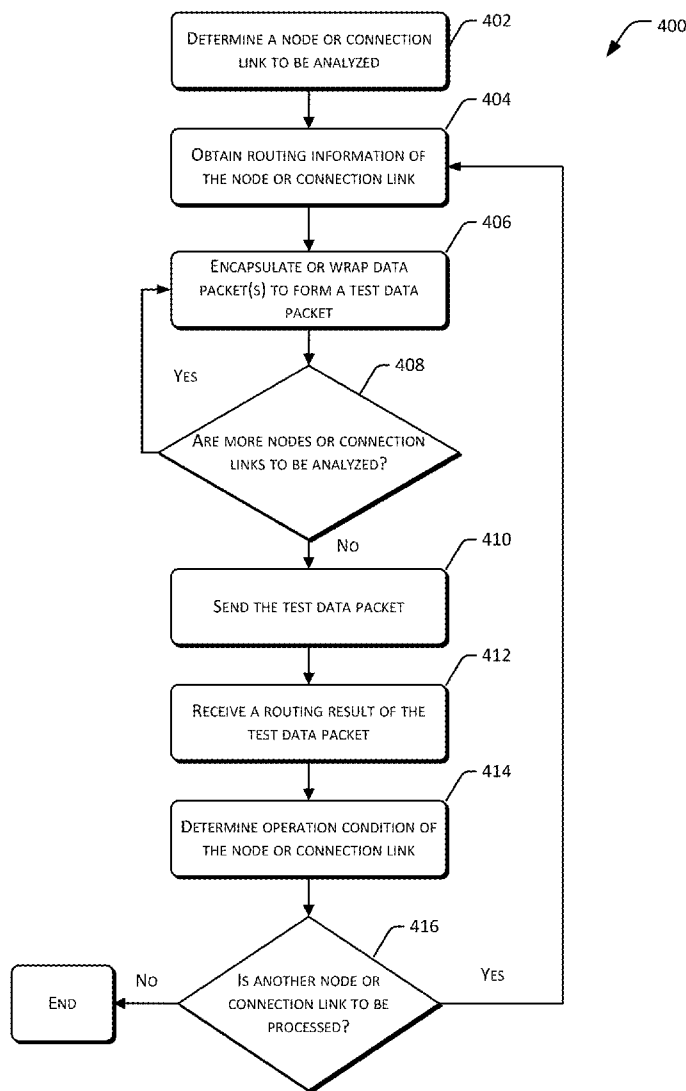 400
402
DETERMINE A NODE OR CONNECTION
LINK TO BE ANALYZED
404
OBTAIN ROUTING INFORMATION OF
THE NODE OR CONNECTION LINK
406
ENCAPSULATE OR WRAP DATA
PACKET(S) TO FORM A TEST DATA
PACKET
YES
408
ARE MORE NODES OR CONNECTION
LINKS TO BE ANALYZED?
NO
410
SEND THE TEST DATA PACKET
412
RECEIVE A ROUTING RESULT OF THE
TEST DATA PACKET
414
DETERMINE OPERATION CONDITION OF
THE NODE OR CONNECTION LINK
416
IS ANOTHER NODE OR
CONNECTION LINK TO BE
PROCESSED?
YES
NO
END